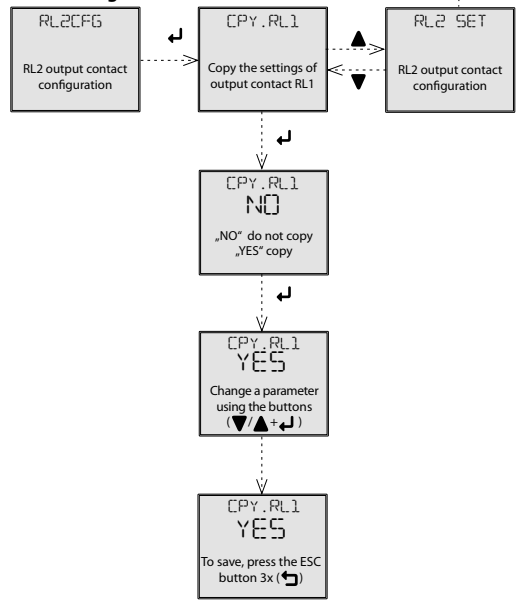 RL2CFG
RL2 output contact
configuration
CPY.RL1
Copy the settings of
output contact RL1
RL2 SET
RL2 output contact
configuration
CPY.RL1
NO
„NO“ do not copy
„YES“ copy
CPY.RL1
YES
Change a parameter
using the buttons
(▼/▲+↵)
CPY.RL1
YES
To save, press the ESC
button 3x (⮌)